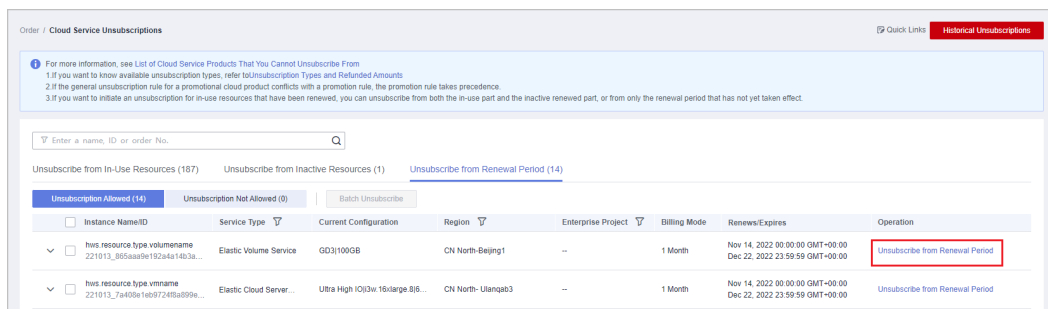 Order / Cloud Service Unsubscriptions
Quick Links
Historical Unsubscriptions
For more information, see List of Cloud Service Products That You Cannot Unsubscribe From
1.If you want to know available unsubscription types, refer toUnsubscription Types and Refunded Amounts
2.If the general unsubscription rule for a promotional cloud product conflicts with a promotion rule, the promotion rule takes precedence.
3.If you want to initiate an unsubscription for in-use resources that have been renewed, you can unsubscribe from both the in-use part and the inactive renewed part, or from only the renewal period that has not yet taken effect.
Enter a name, ID or order No.
Unsubscribe from In-Use Resources (187) Unsubscribe from Inactive Resources (1) Unsubscribe from Renewal Period (14)
Unsubscription Allowed (14) Unsubscription Not Allowed (0) Batch Unsubscribe
Instance Name/ID Service Type Current Configuration Region Enterprise Project Billing Mode Renews/Expires Operation
hws.resource.type.volumename
221013_865aaa9e192a4a14b3a...
Elastic Volume Service GD3|100GB CN North-Beijing1 -- 1 Month
Nov 14, 2022 00:00:00 GMT+00:00
Dec 22, 2022 23:59:59 GMT+00:00
Unsubscribe from Renewal Period
hws.resource.type.vmname
221013_7a408e1eb9724f8a899e...
Elastic Cloud Server... Ultra High IO|i3w.16xlarge.8|6... CN North- Ulanqab3 -- 1 Month
Nov 14, 2022 00:00:00 GMT+00:00
Dec 22, 2022 23:59:59 GMT+00:00
Unsubscribe from Renewal Period